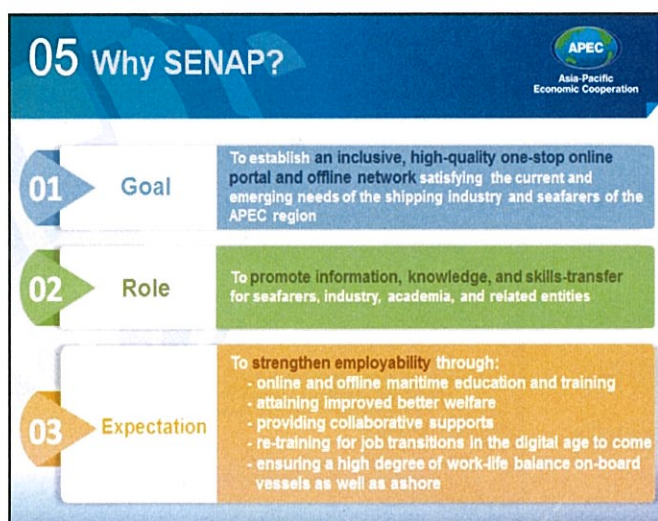 05 Why SENAP?
APEC
Asia-Pacific
Economic Cooperation
01
Goal
To establish an inclusive, high-quality one-stop online
portal and offline network satisfying the current and
emerging needs of the shipping industry and seafarers of the
APEC region
02
Role
To promote information, knowledge, and skills-transfer
for seafarers, industry, academia, and related entities
03
Expectation
To strengthen employability through:
- online and offline maritime education and training
- attaining improved better welfare
- providing collaborative supports
- re-training for job transitions in the digital age to come
- ensuring a high degree of work-life balance on-board
vessels as well as ashore